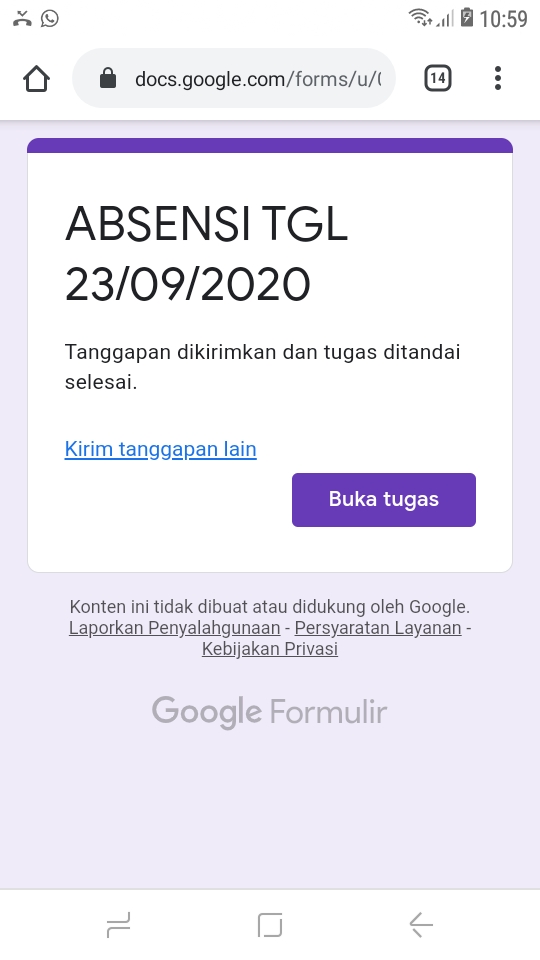 10:59
docs.google.com/forms/u/
14
ABSENSI TGL
23/09/2020
Tanggapan dikirimkan dan tugas ditandai
selesai.
Kirim tanggapan lain
Buka tugas
Konten ini tidak dibuat atau didukung oleh Google.
Laporkan Penyalahgunaan - Persyaratan Layanan -
Kebijakan Privasi
Google Formulir